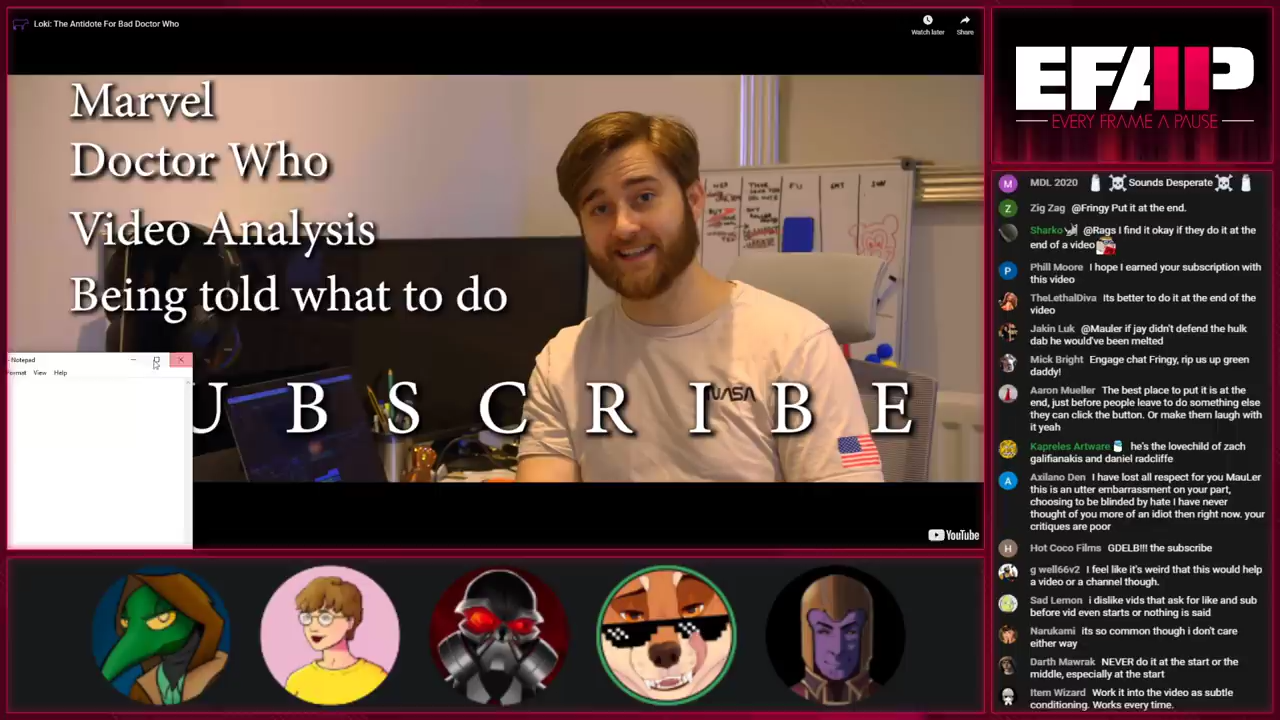 Loki: The Antidote For Bad Doctor Who
Watch later
Share
Marvel
Doctor Who
Video Analysis
Being told what to do
U B S C R I B E
NASA
- Notepad
Format View Help
YouTube
EFAP
EVERY FRAME A PAUSE
MDL 2020 Sounds Desperate
Zig Zag @Fringy Put it at the end.
Sharko @Rags I find it okay if they do it at the
end of a video
Phill Moore I hope I earned your subscription with
this video
TheLethalDiva Its better to do it at the end of the
video
Jakin Luk @Mauler if jay didn't defend the hulk
dab he would've been melted
Mick Bright Engage chat Fringy, rip us up green
daddy!
Aaron Mueller The best place to put it is at the
end, just before people leave to do something else
they can click the button. Or make them laugh with
it yeah
Kapreles Artware he's the lovechild of zach
galifianakis and daniel radcliffe
Axilano Den I have lost all respect for you MauLer
this is an utter embarrassment on your part,
choosing to be blinded by hate I have never
thought of you more of an idiot then right now. your
critiques are poor
Hot Coco Films GDELB!!! the subscribe
g well66v2 I feel like it's weird that this would help
a video or a channel though.
Sad Lemon i dislike vids that ask for like and sub
before vid even starts or nothing is said
Narukami its so common though i don't care
either way
Darth Mawrak NEVER do it at the start or the
middle, especially at the start
Item Wizard Work it into the video as subtle
conditioning. Works every time.